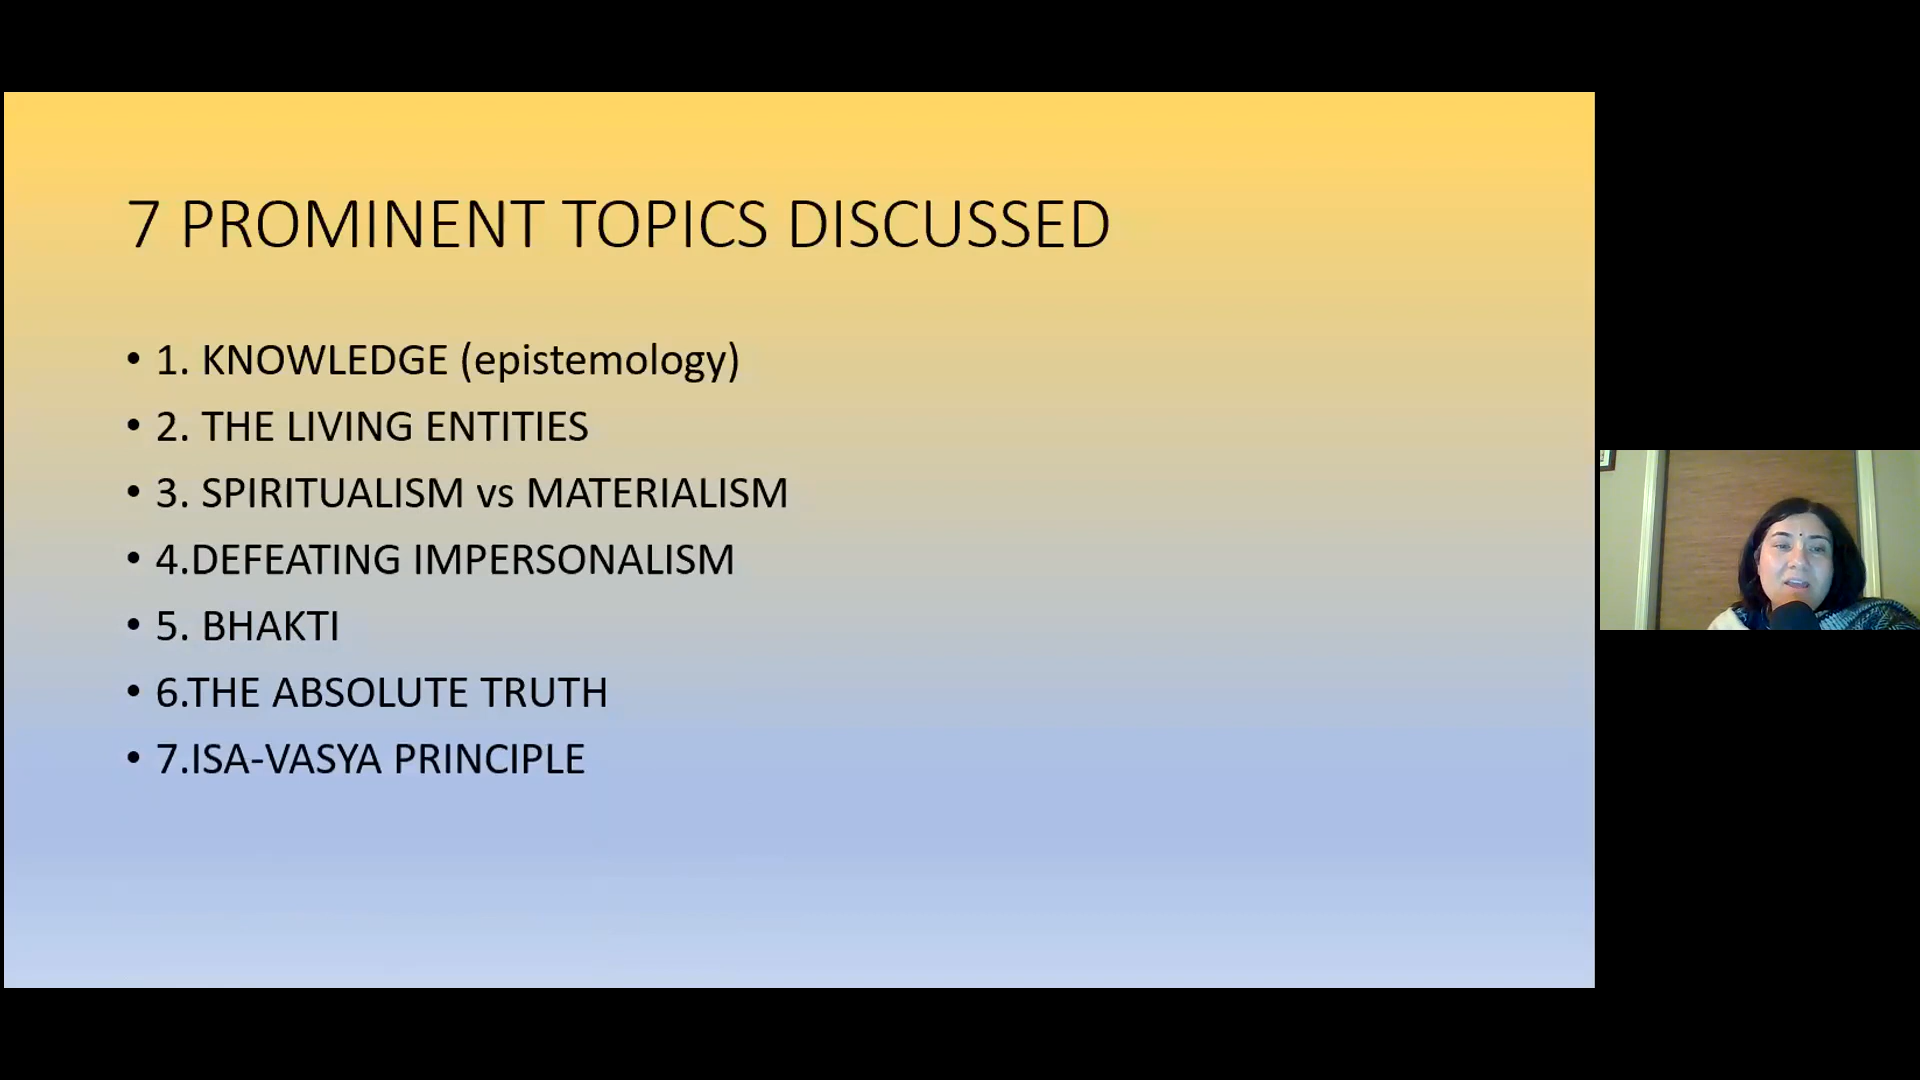 7 PROMINENT TOPICS DISCUSSED
• 1. KNOWLEDGE (epistemology)
• 2. THE LIVING ENTITIES
• 3. SPIRITUALISM vs MATERIALISM
• 4.DEFEATING IMPERSONALISM
• 5. BHAKTI
• 6.THE ABSOLUTE TRUTH
• 7.ISA-VASYA PRINCIPLE